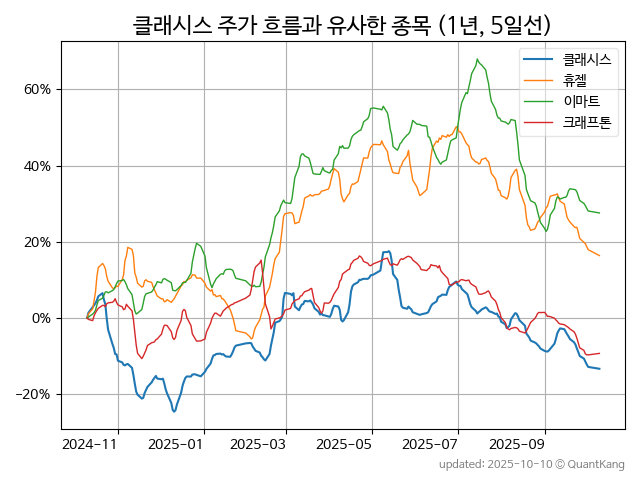 클래시스 주가 흐름과 유사한 종목 (1년, 5일선)
클래시스
휴젤
이마트
크래프톤
60%
40%
20%
0%
−20%
2024−11
2025−01
2025−03
2025−05
2025−07
2025−09
updated: 2025-10-10 © QuantKang